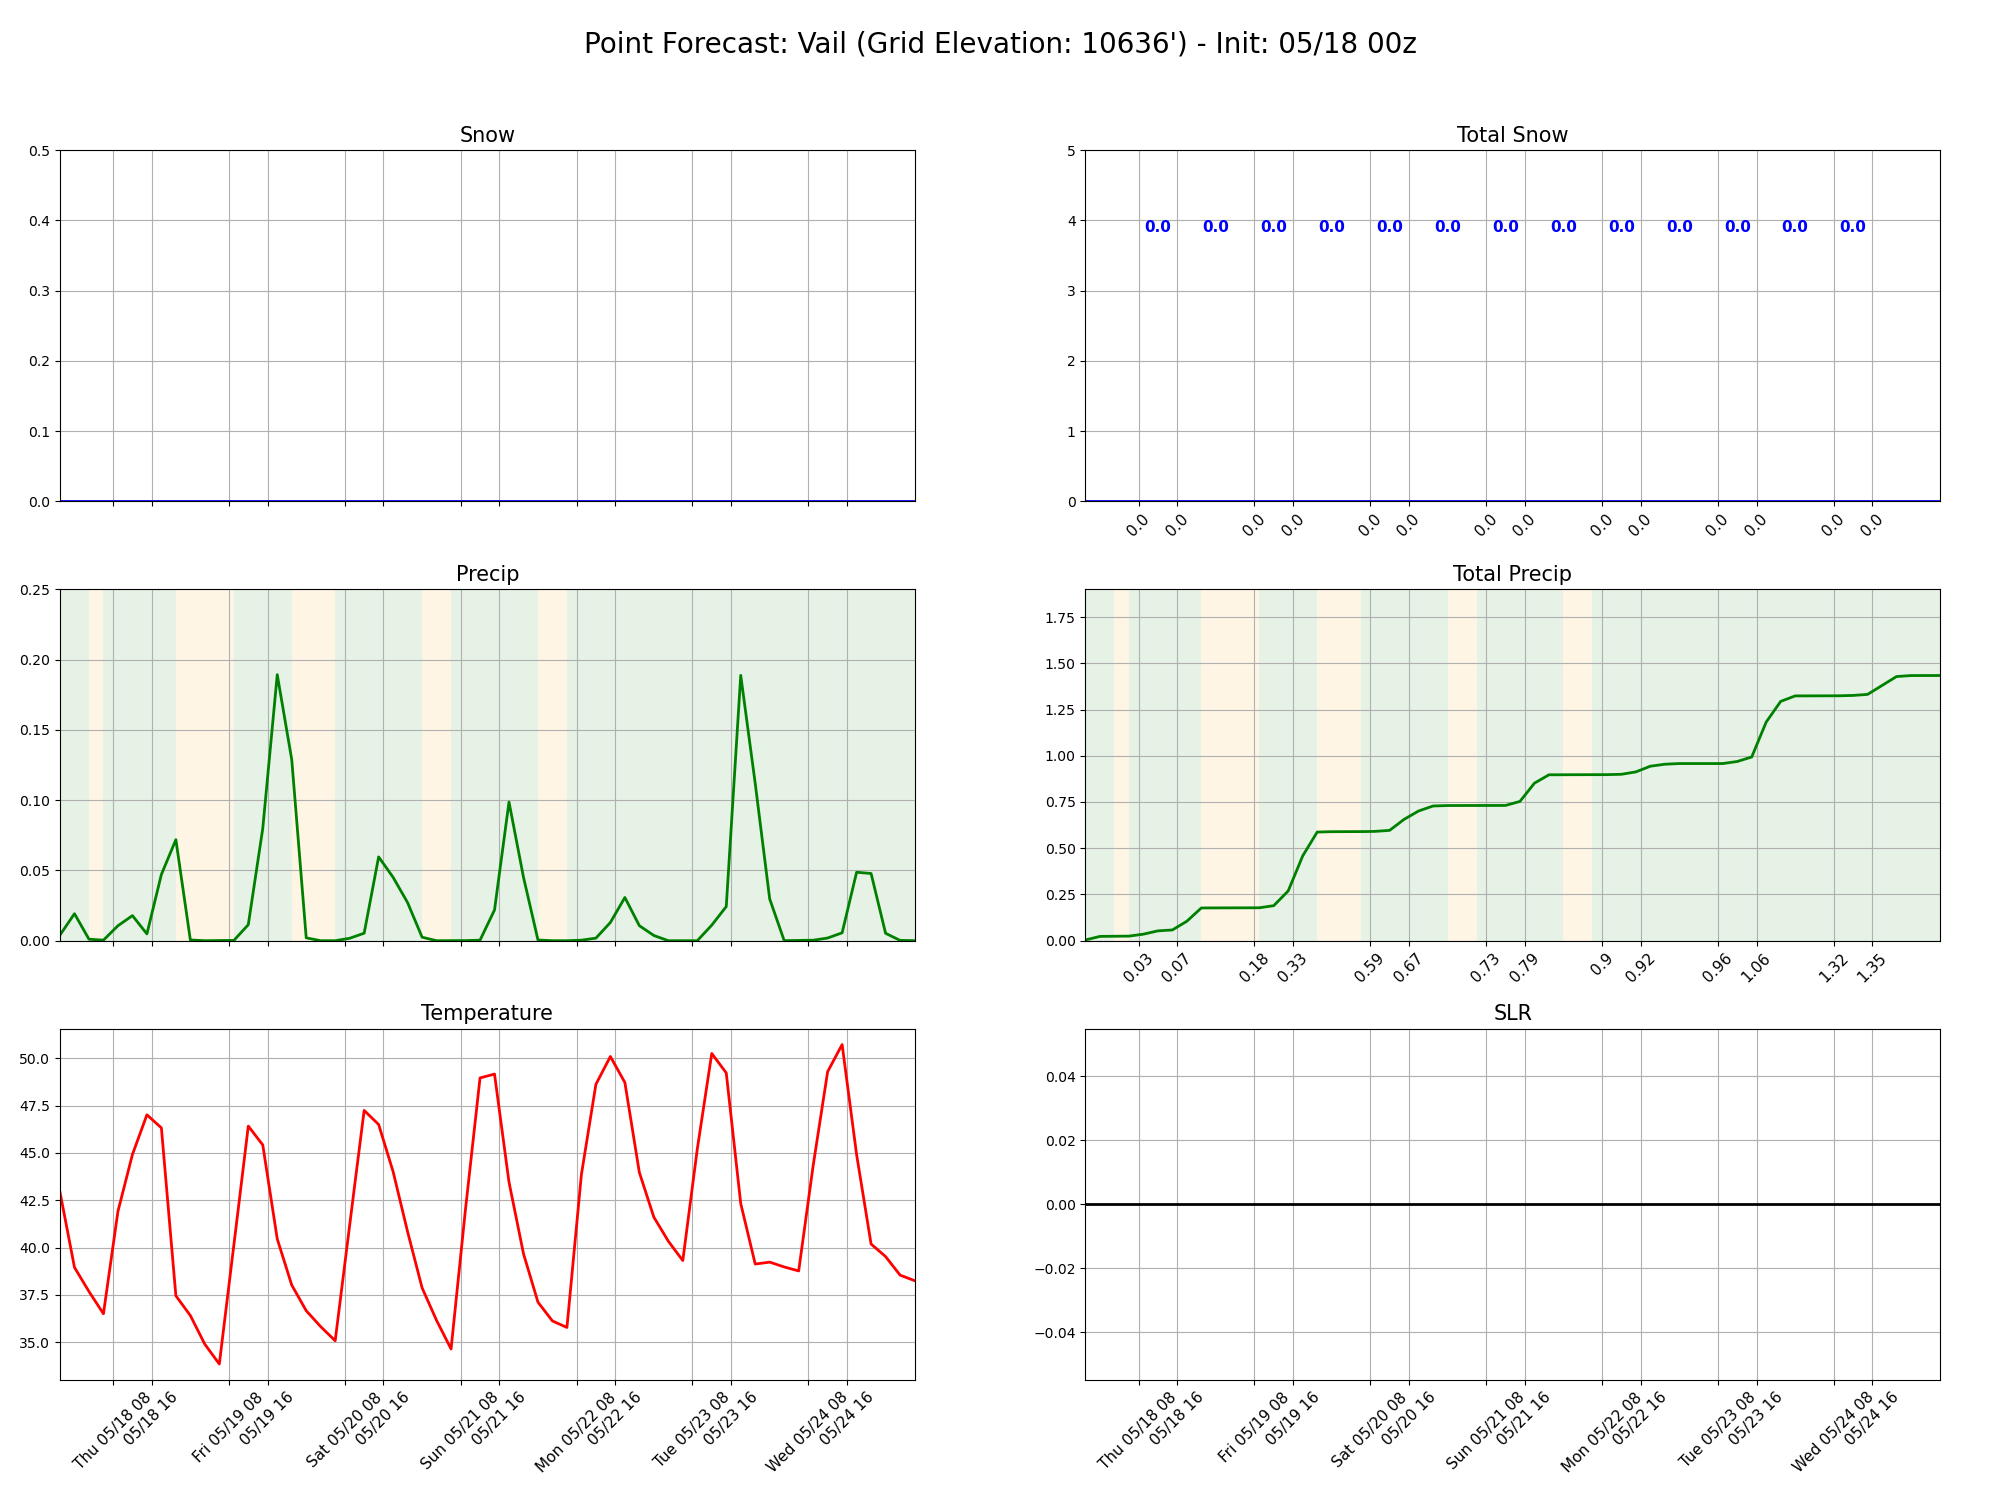 Point Forecast: Vail (Grid Elevation: 10636') - Init: 05/18 00z
Snow
0.5
0.4
0.3
0.2
0.1
0.0
Total Snow
5
4
3
2
1
0
0.0 0.0 0.0 0.0 0.0 0.0 0.0 0.0 0.0 0.0 0.0 0.0 0.0
0.0 0.0 0.0 0.0 0.0 0.0 0.0 0.0 0.0 0.0 0.0 0.0 0.0 0.0
Precip
0.25
0.20
0.15
0.10
0.05
0.00
Total Precip
1.75
1.50
1.25
1.00
0.75
0.50
0.25
0.00
0.03 0.07 0.18 0.33 0.59 0.67 0.73 0.79 0.9 0.92 0.96 1.06 1.32 1.35
Temperature
50.0
47.5
45.0
42.5
40.0
37.5
35.0
Thu 05/18 08
05/18 16
Fri 05/19 08
05/19 16
Sat 05/20 08
05/20 16
Sun 05/21 08
05/21 16
Mon 05/22 08
05/22 16
Tue 05/23 08
05/23 16
Wed 05/24 08
05/24 16
SLR
0.04
0.02
0.00
−0.02
−0.04
Thu 05/18 08
05/18 16
Fri 05/19 08
05/19 16
Sat 05/20 08
05/20 16
Sun 05/21 08
05/21 16
Mon 05/22 08
05/22 16
Tue 05/23 08
05/23 16
Wed 05/24 08
05/24 16